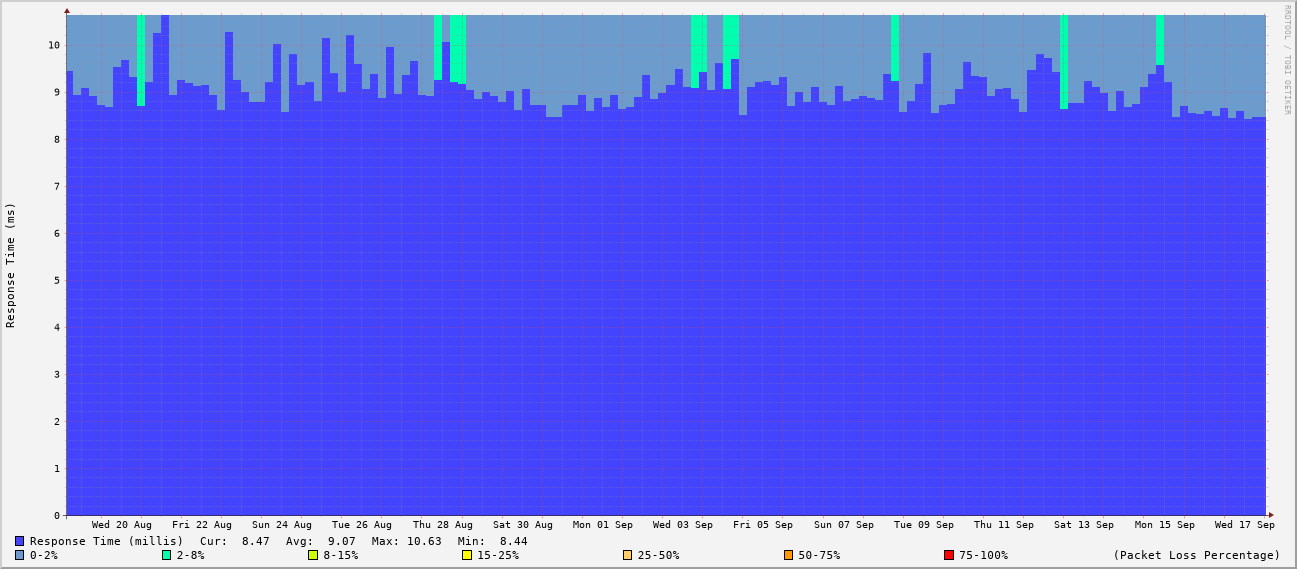 RRDTOOL / TOBI OETIKER
Response Time (ms)
10
9
8
7
6
5
4
3
2
1
0
Wed 20 Aug Fri 22 Aug Sun 24 Aug Tue 26 Aug Thu 28 Aug Sat 30 Aug Mon 01 Sep Wed 03 Sep Fri 05 Sep Sun 07 Sep Tue 09 Sep Thu 11 Sep Sat 13 Sep Mon 15 Sep Wed 17 Sep
Response Time (millis) Cur: 8.47 Avg: 9.07 Max: 10.63 Min: 8.44
0-2% 2-8% 8-15% 15-25% 25-50% 50-75% 75-100% (Packet Loss Percentage)